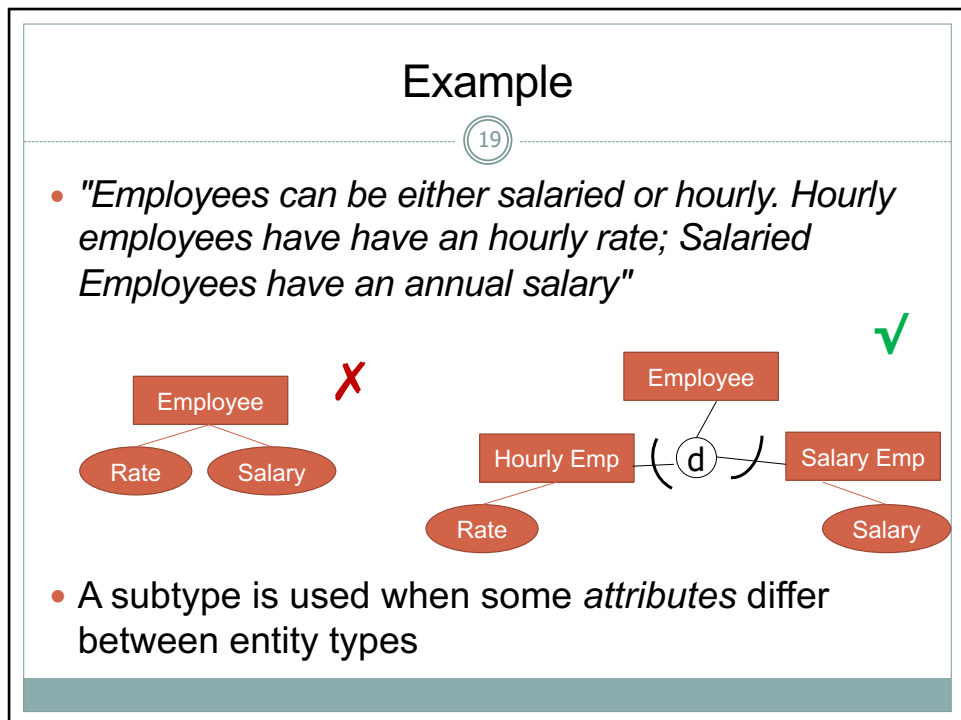 Example
19
• "Employees can be either salaried or hourly. Hourly
employees have have an hourly rate; Salaried
Employees have an annual salary"
✗
√
Employee
Rate
Salary
Employee
Hourly Emp
d
Salary Emp
Rate
Salary
• A subtype is used when some attributes differ
between entity types